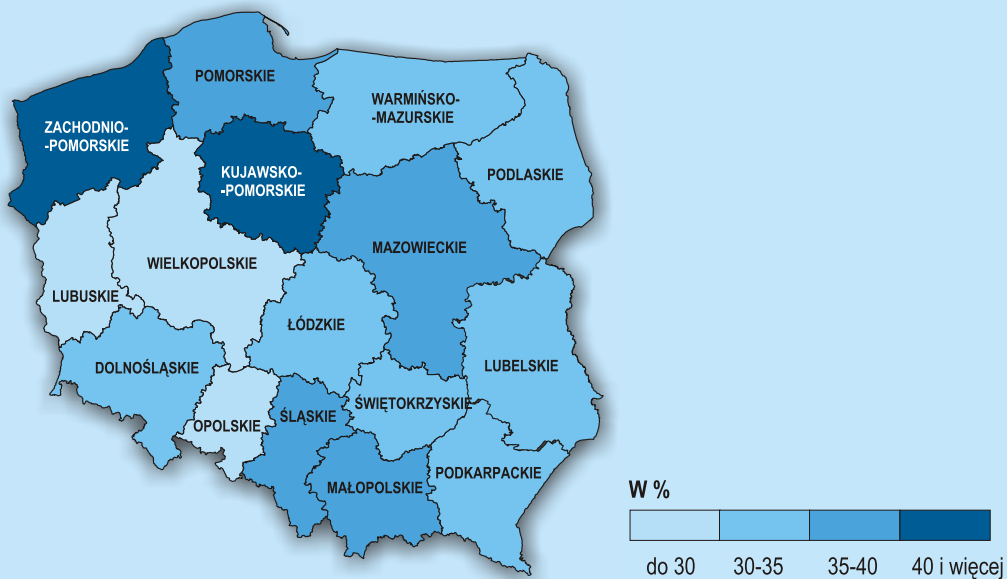 POMORSKIE
WARMIŃSKO-
-MAZURSKIE
ZACHODNIO-
-POMORSKIE
KUJAWSKO-
-POMORSKIE
PODLASKIE
MAZOWIECKIE
WIELKOPOLSKIE
LUBUSKIE
ŁÓDZKIE
DOLNOŚLĄSKIE
LUBELSKIE
ŚWIĘTOKRZYSKIE
ŚLĄSKIE
OPOLSKIE
PODKARPACKIE
MAŁOPOLSKIE
W %
do 30 30-35 35-40 40 i więcej